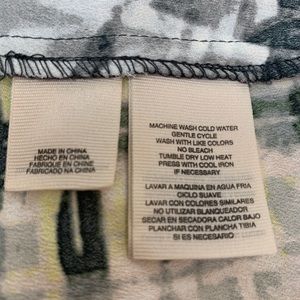 MADE IN CHINA
HECHO EN CHINA
FABRIQUÉ EN CHINE
FABRICADO NA CHINA
MACHINE WASH COLD WATER
GENTLE CYCLE
WASH WITH LIKE COLORS
NO BLEACH
TUMBLE DRY LOW HEAT
PRESS WITH COOL IRON
IF NECESSARY
LAVAR A MAQUINA EN AGUA FRIA
CICLO SUAVE
LAVAR CON COLORES SIMILARES
NO UTILIZAR BLANQUEADOR
SECAR EN SECADORA CALOR BAJO
PLANCHAR CON PLANCHA TIBIA
SI ES NECESARIO